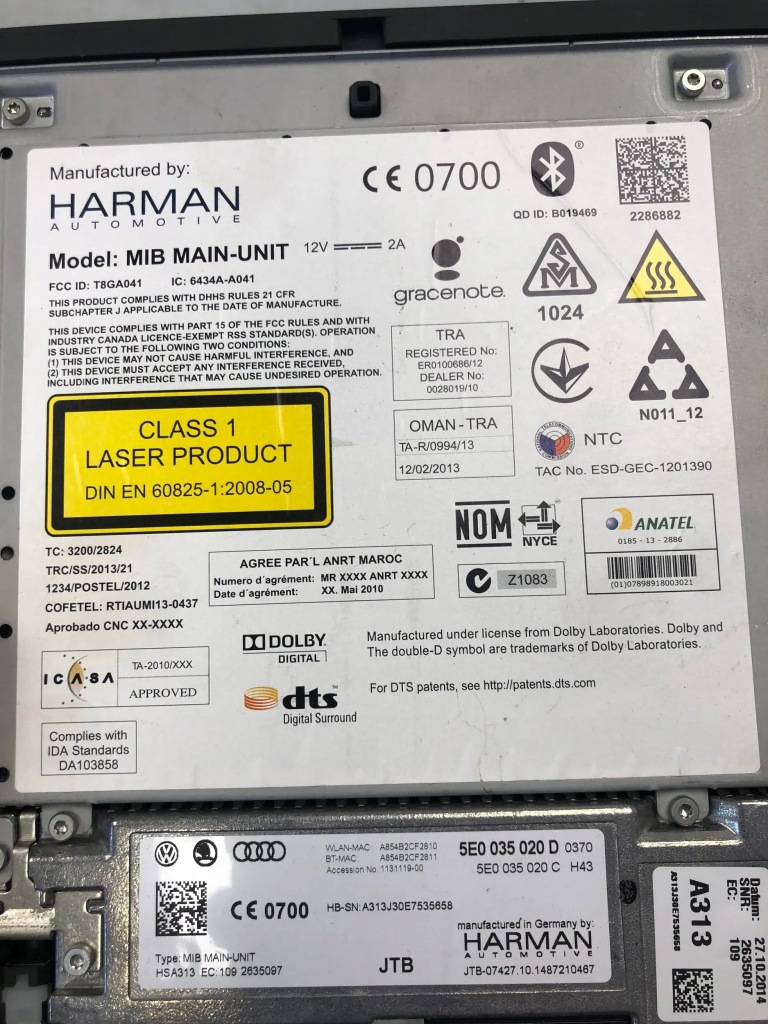 Manufactured by:
HARMAN
AUTOMOTIVE
CE 0700
®
QD ID: B019469
2286882
Model: MIB MAIN-UNIT
12V 2A
FCC ID: T8GA041 IC: 6434A-A041
THIS PRODUCT COMPLIES WITH DHHS RULES 21 CFR
SUBCHAPTER J APPLICABLE TO THE DATE OF MANUFACTURE.
THIS DEVICE COMPLIES WITH PART 15 OF THE FCC RULES AND WITH
INDUSTRY CANADA LICENCE-EXEMPT RSS STANDARD(S). OPERATION
IS SUBJECT TO THE FOLLOWING TWO CONDITIONS:
(1) THIS DEVICE MAY NOT CAUSE HARMFUL INTERFERENCE, AND
(2) THIS DEVICE MUST ACCEPT ANY INTERFERENCE RECEIVED,
INCLUDING INTERFERENCE THAT MAY CAUSE UNDESIRED OPERATION.
gracenote.
1024
TRA
REGISTERED No:
ER0100686/12
DEALER No:
0028019/10
N011_12
CLASS 1
LASER PRODUCT
DIN EN 60825-1:2008-05
OMAN-TRA
TA-R/0994/13
12/02/2013
NTC
TAC No. ESD-GEC-1201390
NOM
NYCE
ANATEL
0185 - 13 - 2886
(01)07898918003021
Z1083
TC: 3200/2824
TRC/SS/2013/21
1234/POSTEL/2012
COFETEL: RTIAUMI13-0437
Aprobado CNC XX-XXXX
AGREE PAR´L ANRT MAROC
Numero d´agrément: MR XXXX ANRT XXXX
Date d´agrément: XX. Mai 2010
ICASA
TA-2010/XXX
APPROVED
DOLBY
DIGITAL
Manufactured under license from Dolby Laboratories. Dolby and
The double-D symbol are trademarks of Dolby Laboratories.
dts
Digital Surround
For DTS patents, see http://patents.dts.com
Complies with
IDA Standards
DA103858
WLAN-MAC: A854B2CF2810
BT-MAC: A854B2CF2811
Accession No. 1131119-00
5E0 035 020 D 0370
5E0 035 020 C H43
CE 0700
HB-SN:A313J30E7535658
Type: MIB MAIN-UNIT
HSA313 EC:109 2635097
JTB
manufactured in Germany by:
HARMAN
AUTOMOTIVE
JTB-07427.10.1487210467
Datum: 27.10.2014
SNR: 2635097
EC: 109
A313
A313J30E7535658